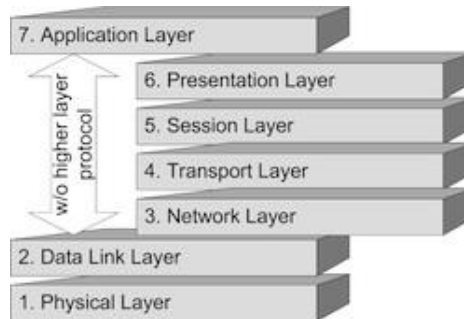 7. Application Layer
6. Presentation Layer
5. Session Layer
4. Transport Layer
3. Network Layer
w/o higher layer
protocol
2. Data Link Layer
1. Physical Layer